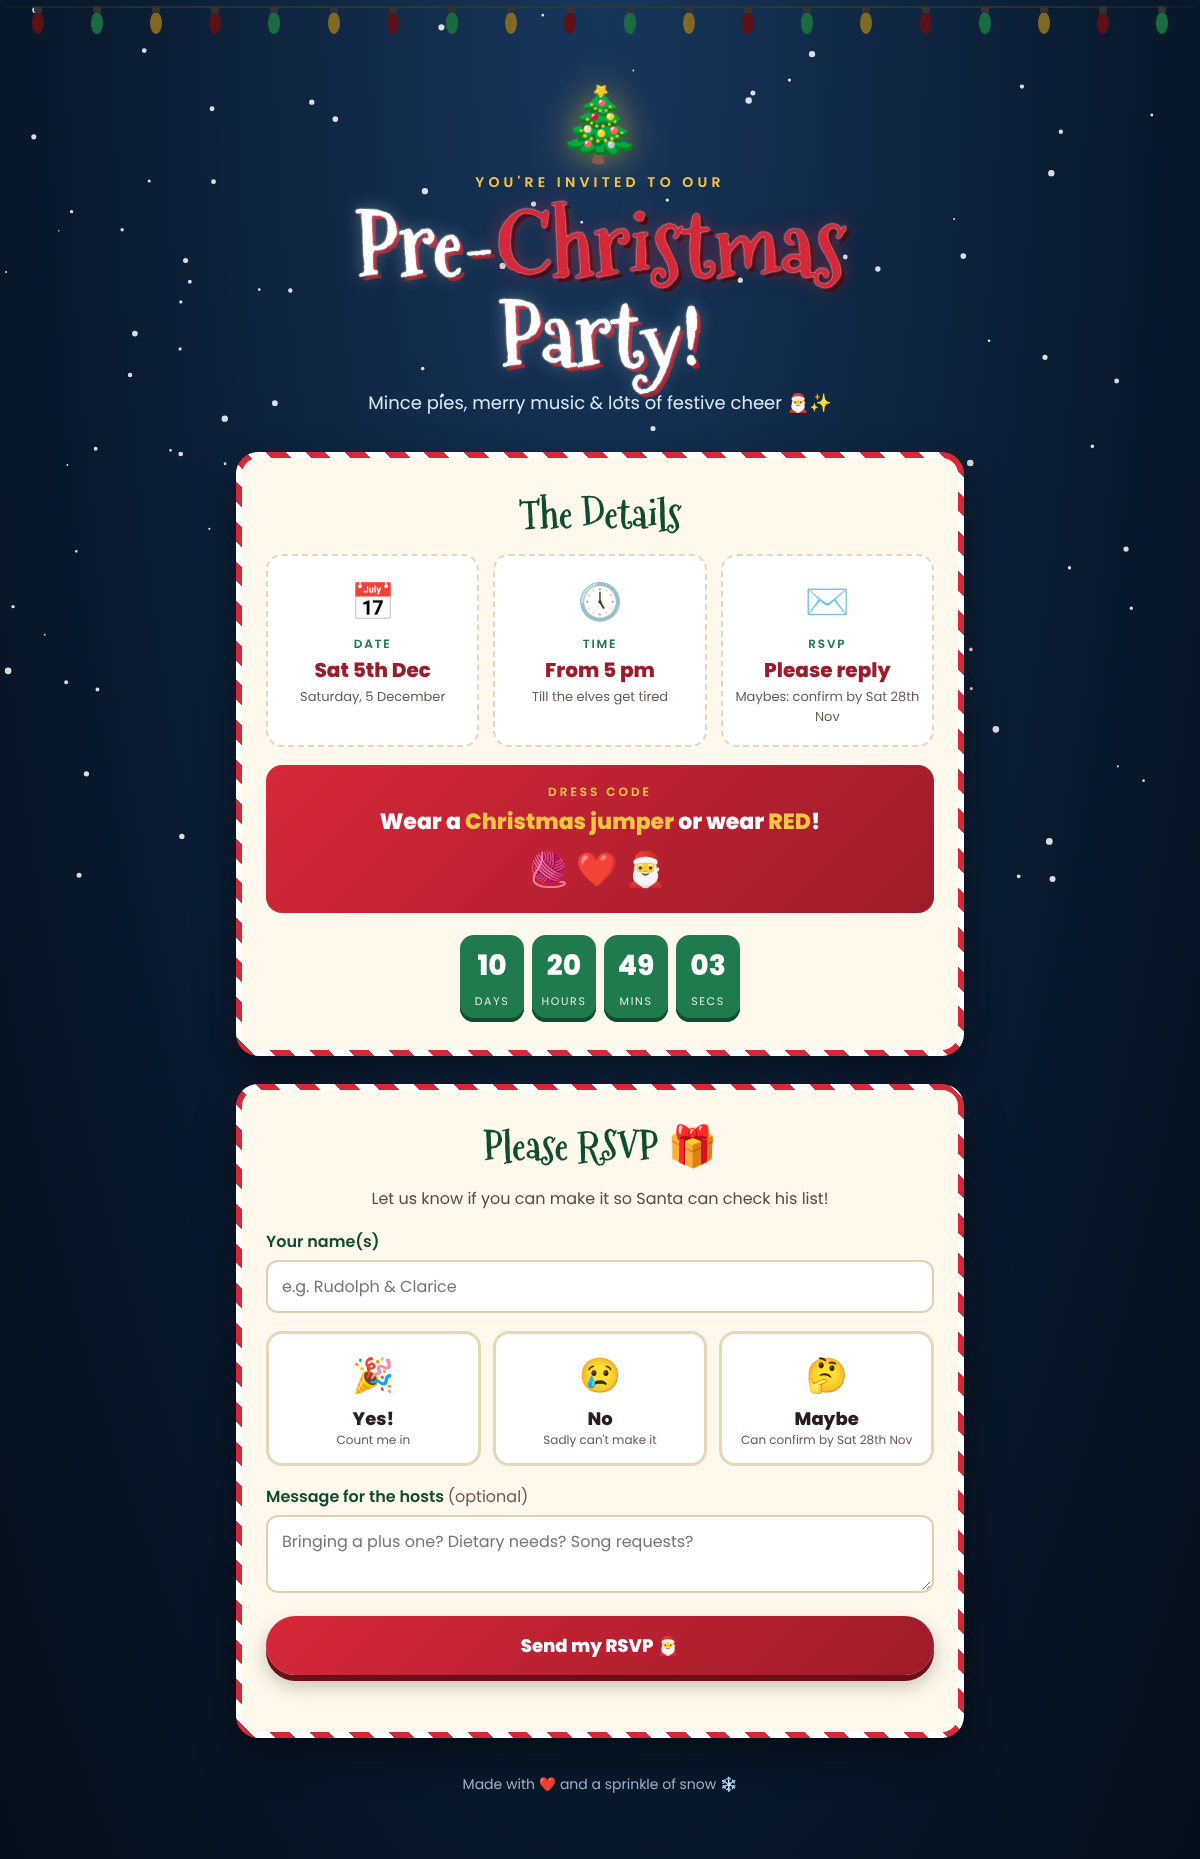 YOU'RE INVITED TO OUR
Pre-Christmas
Party!
Mince pies, merry music & lots of festive cheer 🎅✨
The Details
July
17
DATE
Sat 5th Dec
Saturday, 5 December
TIME
From 5 pm
Till the elves get tired
RSVP
Please reply
Maybes: confirm by Sat 28th
Nov
DRESS CODE
Wear a Christmas jumper or wear RED!
10
DAYS
20
HOURS
49
MINS
03
SECS
Please RSVP 🎁
Let us know if you can make it so Santa can check his list!
Your name(s)
e.g. Rudolph & Clarice
Yes!
Count me in
No
Sadly can't make it
Maybe
Can confirm by Sat 28th Nov
Message for the hosts (optional)
Bringing a plus one? Dietary needs? Song requests?
Send my RSVP 🎅
Made with ❤️ and a sprinkle of snow ❄️